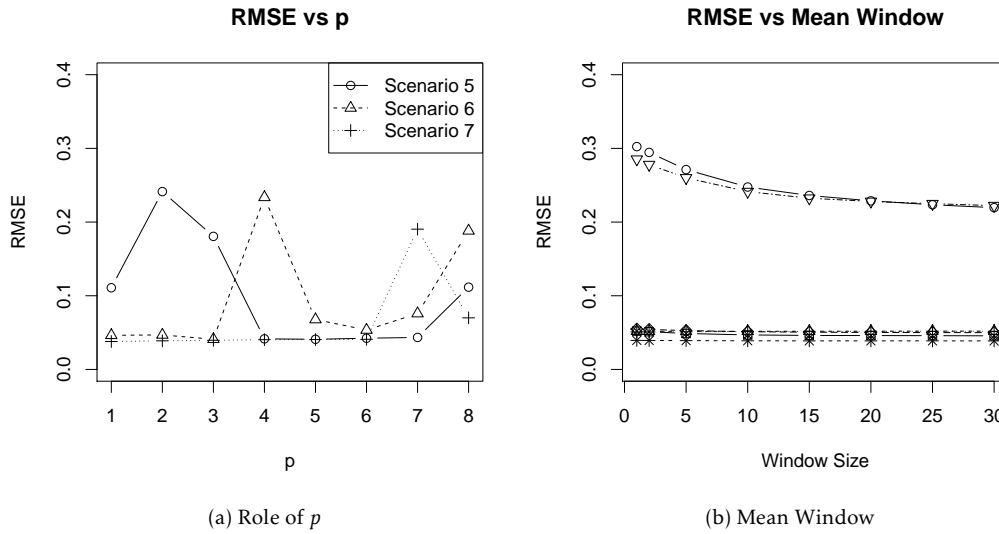 RMSE vs p
0.4
0.3
0.2
0.1
0.0
RMSE
1 2 3 4 5 6 7 8
p
Scenario 5
Scenario 6
Scenario 7
(a) Role of p
RMSE vs Mean Window
0.4
0.3
0.2
0.1
0.0
RMSE
0 5 10 15 20 25 30
Window Size
(b) Mean Window